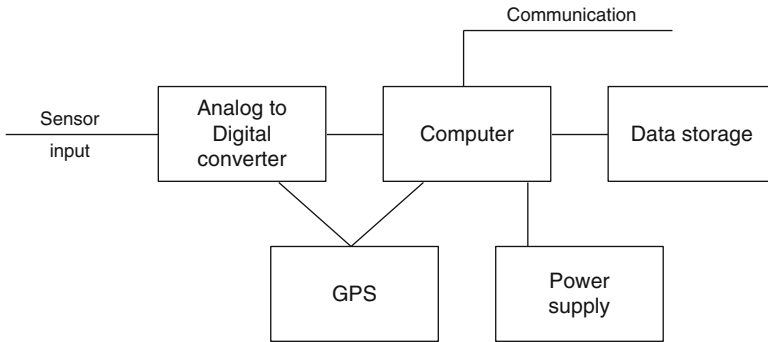 Communication
Sensor
input
Analog to
Digital
converter
Computer
Data storage
GPS
Power
supply